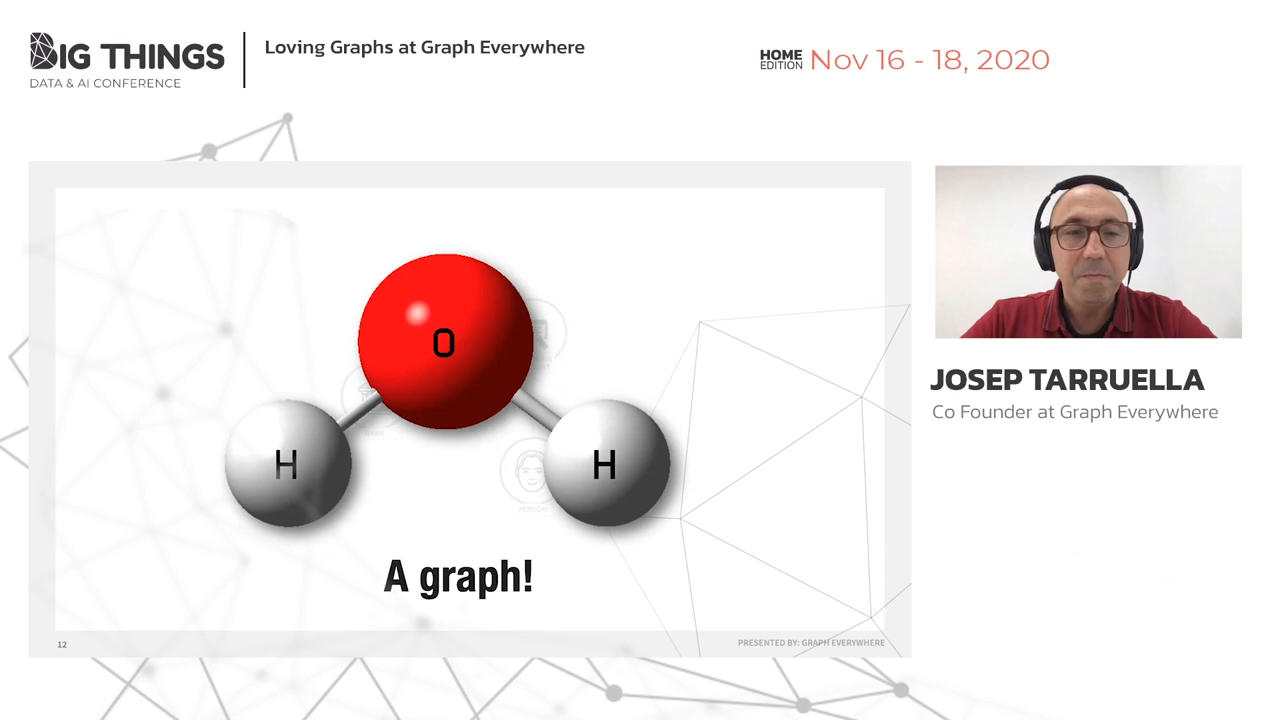 BIG THINGS
DATA & AI CONFERENCE
Loving Graphs at Graph Everywhere
HOME
EDITION
Nov 16 - 18, 2020
O
H
H
PERSON
A graph!
12
PRESENTED BY: GRAPH EVERYWHERE
JOSEP TARRUELLA
Co Founder at Graph Everywhere